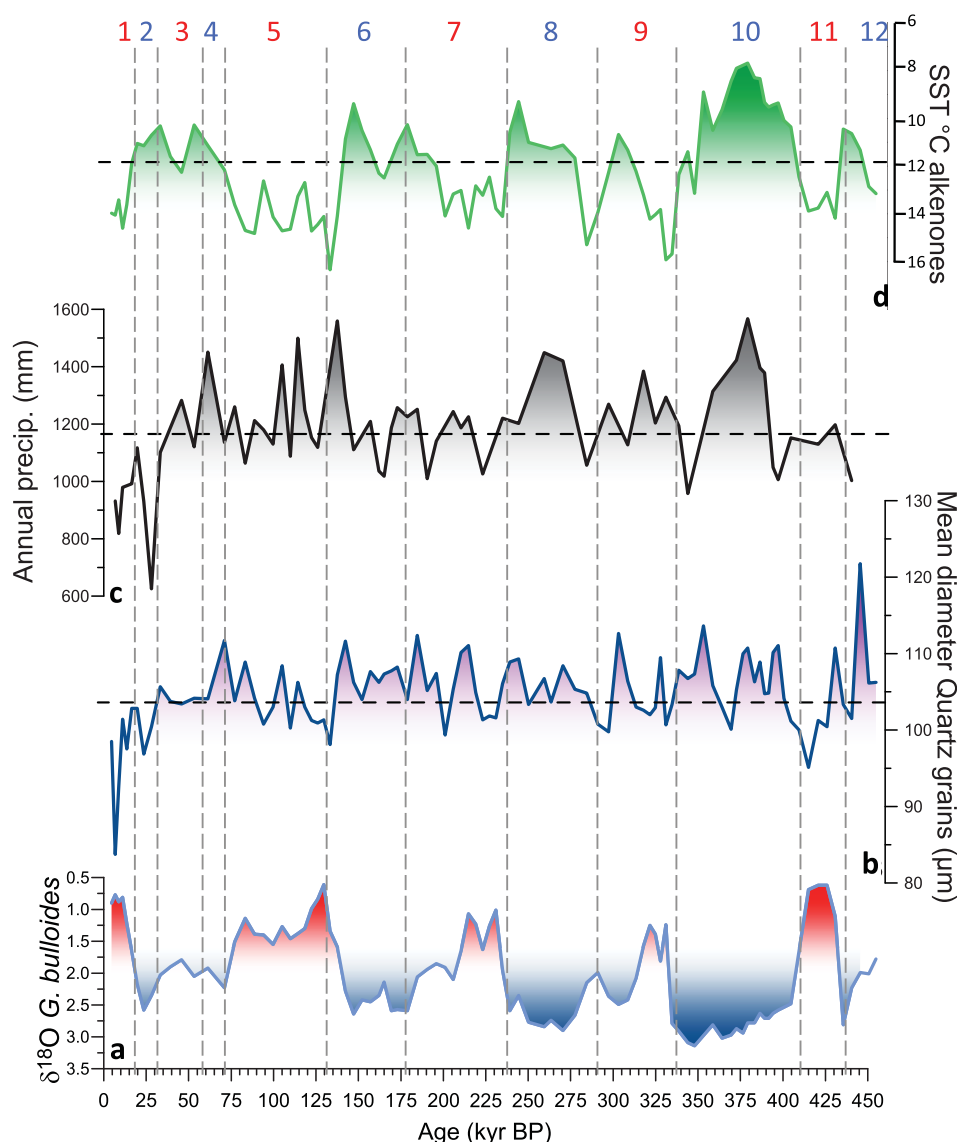 1 2 3 4 5 6 7 8 9 10 11 12
6
8
10
12
14
16
SST °C alkenones
d
1600
1400
1200
1000
800
600
Annual precip. (mm)
c
130
120
110
100
90
80
Mean diameter Quartz grains (µm)
b
0.5
1.0
1.5
2.0
2.5
3.0
3.5
δ18O G. bulloides
a
0 25 50 75 100 125 150 175 200 225 250 275 300 325 350 375 400 425 450
Age (kyr BP)